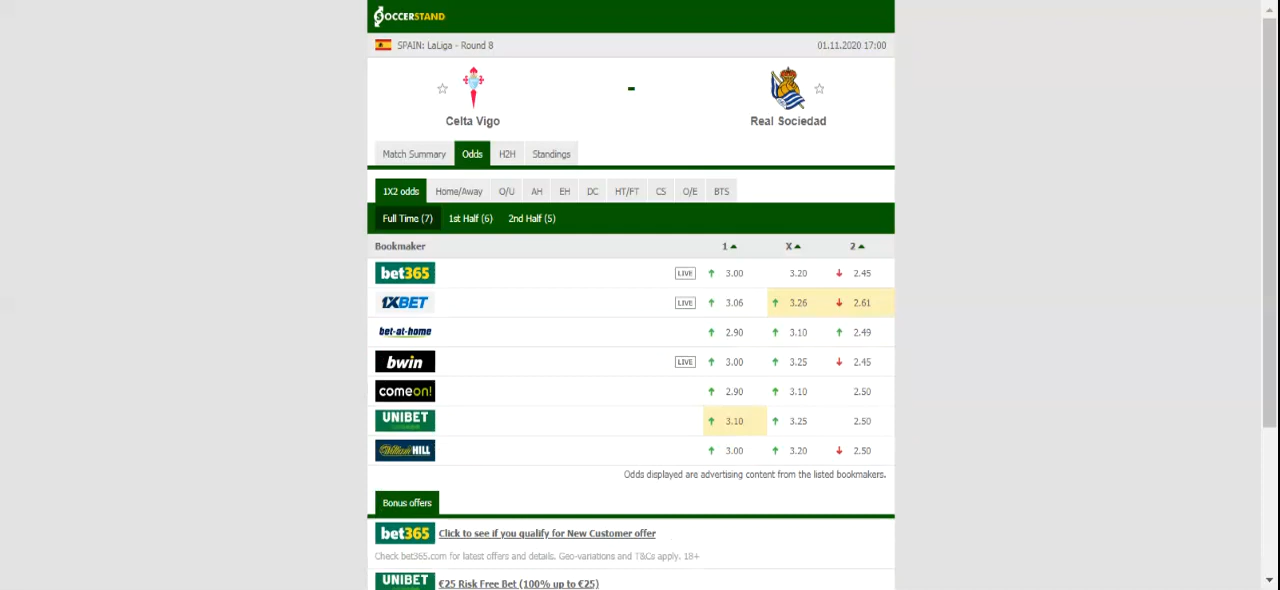 SOCCERSTAND
SPAIN: LaLiga - Round 8 01.11.2020 17:00
-
Celta Vigo Real Sociedad
Match Summary Odds H2H Standings
1X2 odds Home/Away O/U AH EH DC HT/FT CS O/E BTS
Full Time (7) 1st Half (6) 2nd Half (5)
Bookmaker 1 X 2
bet365 LIVE 3.00 3.20 2.45
1XBET LIVE 3.06 3.26 2.61
bet-at-home 2.90 3.10 2.49
bwin LIVE 3.00 3.25 2.45
comeon! 2.90 3.10 2.50
UNIBET 3.10 3.25 2.50
William HILL 3.00 3.20 2.50
Odds displayed are advertising content from the listed bookmakers.
Bonus offers
bet365 Click to see if you qualify for New Customer offer
Check bet365.com for latest offers and details. Geo-variations and T&Cs apply. 18+
UNIBET €25 Risk Free Bet (100% up to €25)